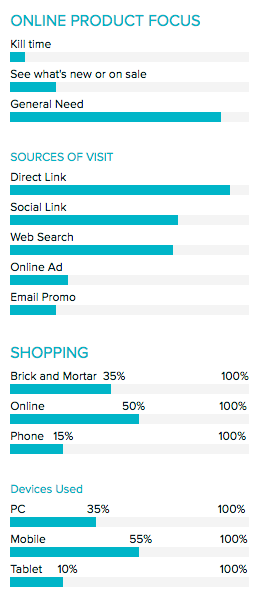 ONLINE PRODUCT FOCUS
Kill time
See what's new or on sale
General Need
SOURCES OF VISIT
Direct Link
Social Link
Web Search
Online Ad
Email Promo
SHOPPING
Brick and Mortar 35% 100%
Online 50% 100%
Phone 15% 100%
Devices Used
PC 35% 100%
Mobile 55% 100%
Tablet 10% 100%